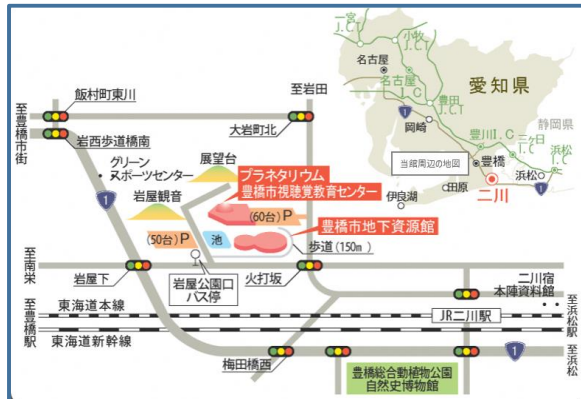 一宮
J.C.T
小牧
J.C.T
名古屋
名古屋
I.C
豊田
J.C.T
愛知県
静岡県
1
岡崎
豊川I.C
三ケ日
I.C
浜松
I.C
当館周辺の地図
豊橋
浜松
二川
1
伊良湖
田原
至豊橋市街
飯村町東川
岩西歩道橋南
至岩田
大岩町北
グリーン
スポーツセンター
展望台
プラネタリウム
豊橋市視聴覚教育センター
岩屋観音
(60台)P
豊橋市地下資源館
1
(50台)P
池
歩道(150m)
至南栄
岩屋下
岩屋公園口
バス停
火打坂
二川宿
本陣資料館
至豊橋駅
東海道本線
JR二川駅
至浜松駅
東海道新幹線
梅田橋西
1
至浜松
豊橋総合動植物公園
自然史博物館